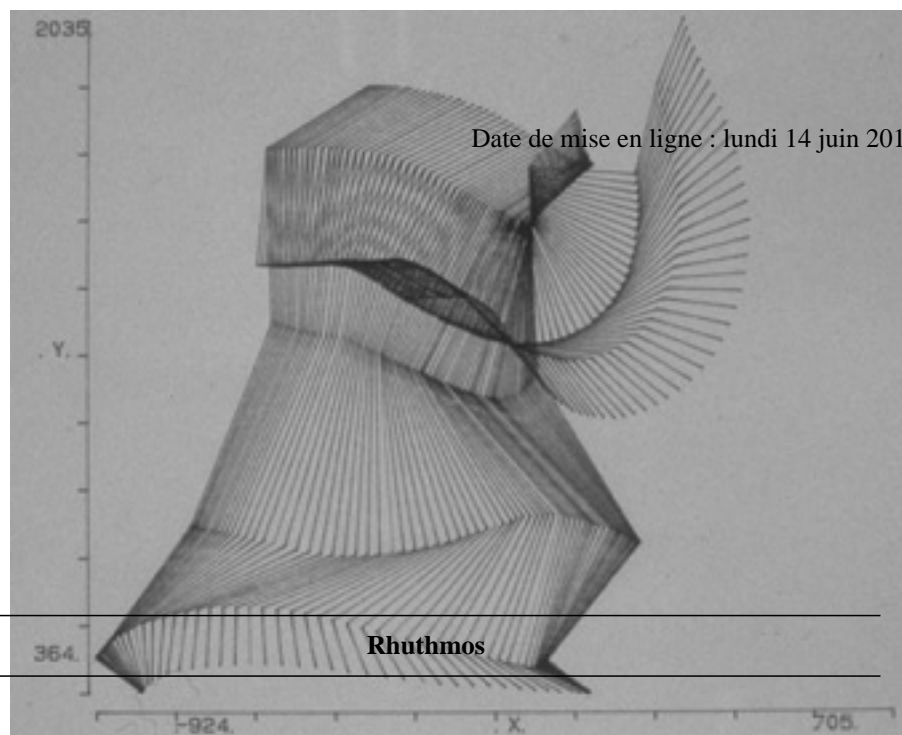 2035
Date de mise en ligne : lundi 14 juin 201
. Y.
Rhuthmos
364.
-924. . X. 705.